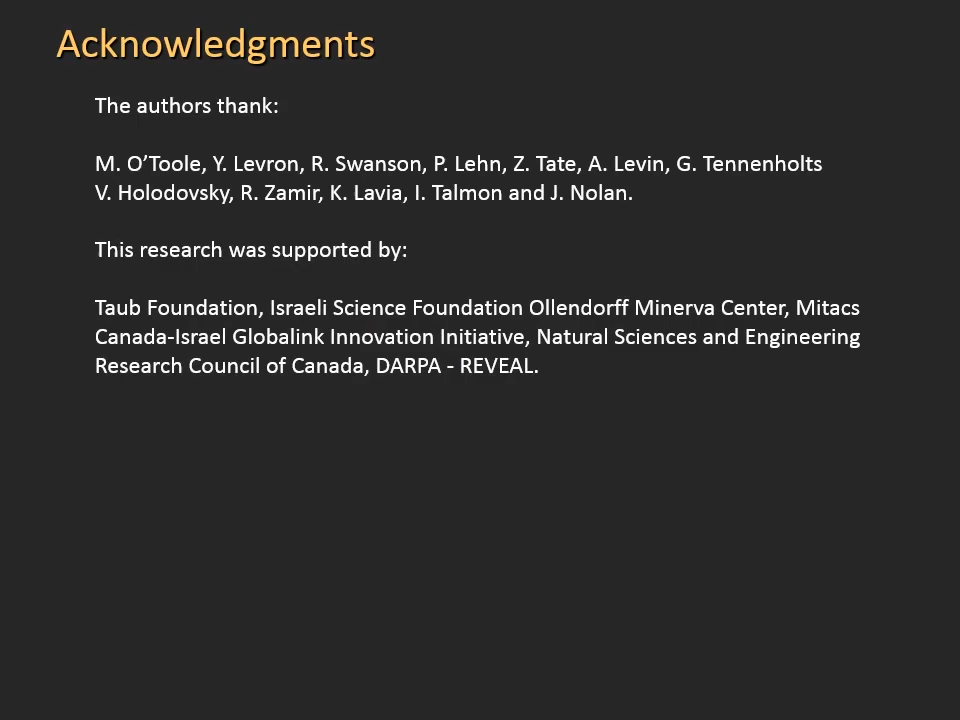 Acknowledgments
The authors thank:
M. O’Toole, Y. Levron, R. Swanson, P. Lehn, Z. Tate, A. Levin, G. Tennenholts
V. Holodovsky, R. Zamir, K. Lavia, I. Talmon and J. Nolan.
This research was supported by:
Taub Foundation, Israeli Science Foundation Ollendorff Minerva Center, Mitacs
Canada-Israel Globalink Innovation Initiative, Natural Sciences and Engineering
Research Council of Canada, DARPA - REVEAL.